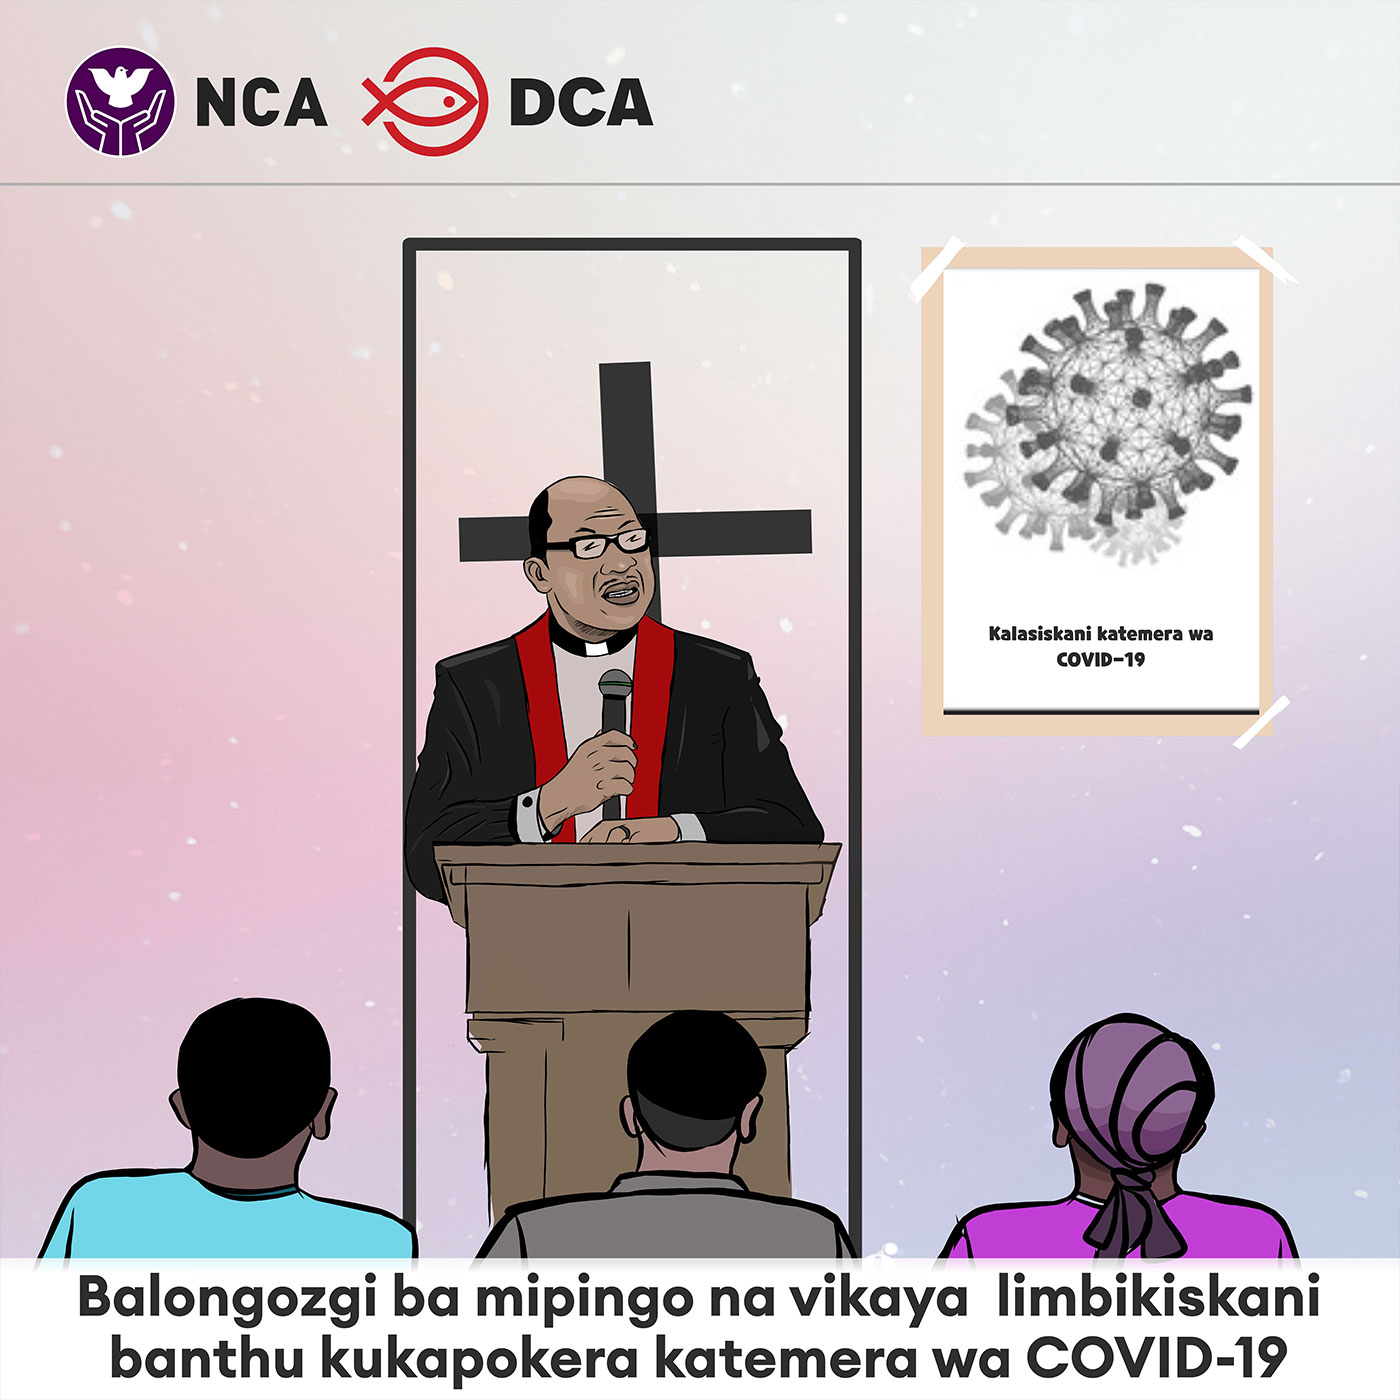 NCA DCA
Kalasiskani katemera wa
COVID-19
Balongozgi ba mipingo na vikaya limbikiskani
banthu kukapokera katemera wa COVID-19